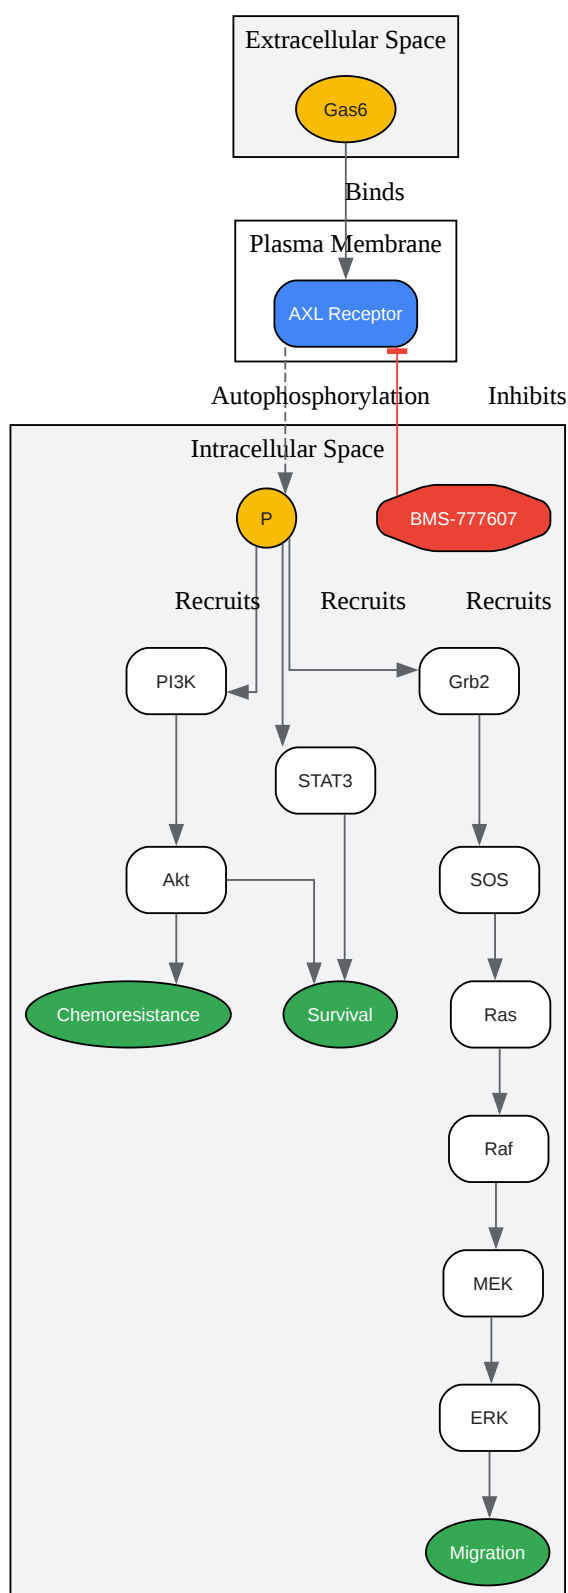 Extracellular Space
Gas6
Binds
Plasma Membrane
AXL Receptor
Autophosphorylation
Inhibits
Intracellular Space
P
BMS-777607
Recruits
Recruits
Recruits
PI3K
Grb2
STAT3
Akt
SOS
Chemoresistance
Survival
Ras
Raf
MEK
ERK
Migration